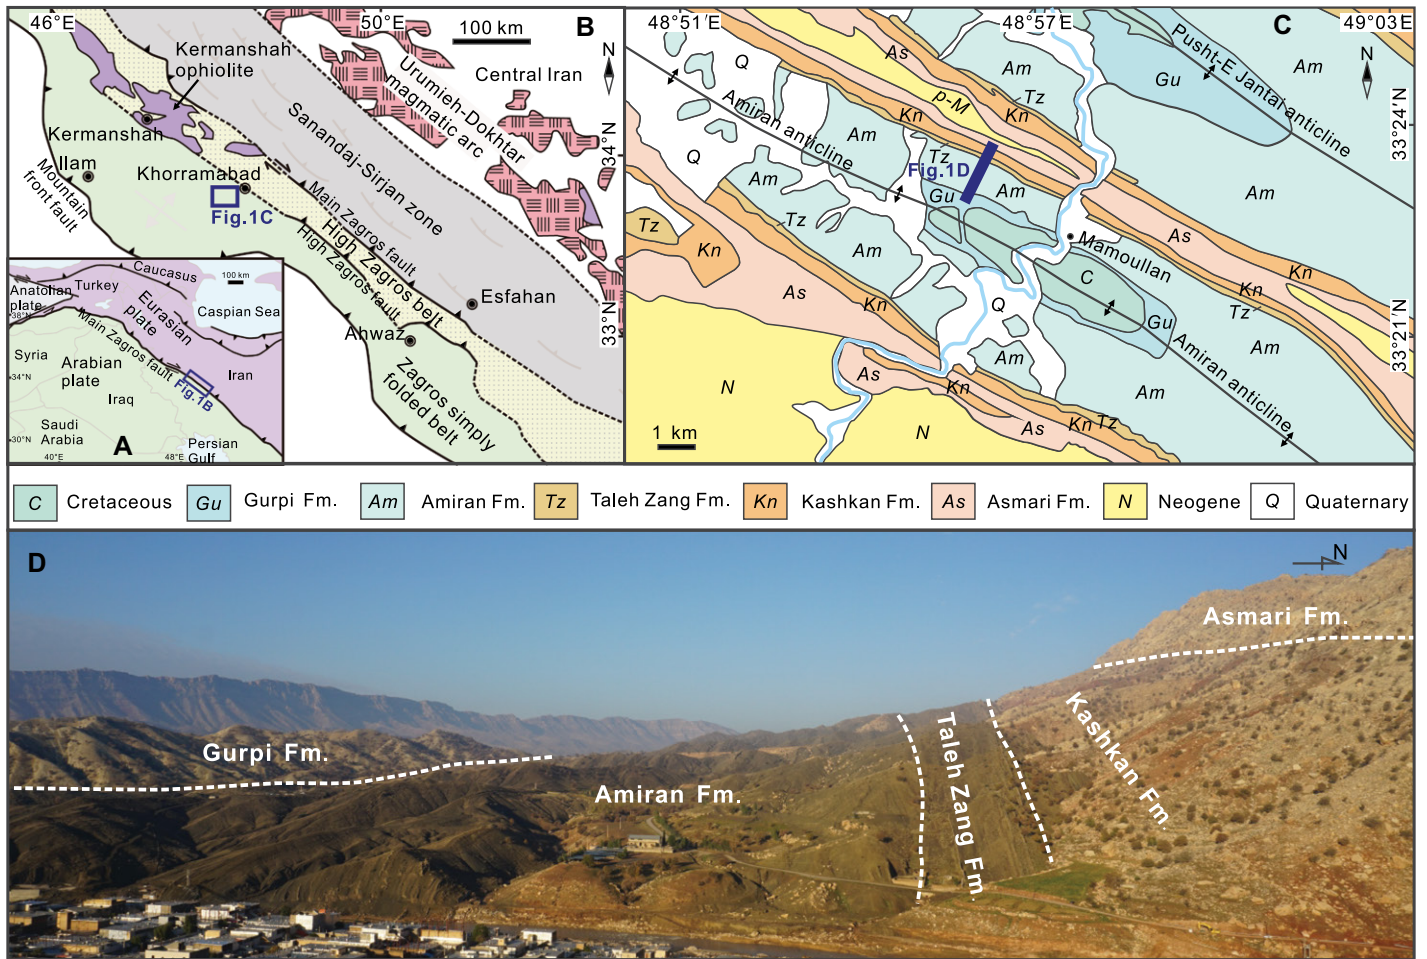 46°E
50°E
B
100 km
N
Kermanshah
ophiolite
Central Iran
Urumieh-Dokhtar
magmatic arc
Sanandaj-Sirjan zone
34°N
Kermanshah
Ilam
Khorramabad
Mountain
front fault
Fig.1C
Main Zagros fault
High Zagros belt
High Zagros fault
Esfahan
33°N
Ahwaz
Zagros simply
folded belt
Caucasus
100 km
Anatolian
plate
Turkey
38°N
Eurasian
plate
Caspian Sea
Main Zagros fault
Syria
Arabian
plate
34°N
Iran
Fig.1B
Iraq
Saudi
Arabia
30°N
A
Persian
Gulf
40°E
48°E
48°51′E
48°57′E
C
49°03′E
N
As
Am
Pusht-E Jantal anticline
Gu
Am
Q
Amiran anticline
p-M
Tz
Kn
Kn
33°24′N
Am
Tz
Q
Fig.1D
Am
Am
Am
Gu
Tz
Tz
Kn
Am
As
Mamoullan
Kn
As
Kn
C
Kn
Q
Gu
Tz
33°21′N
Am
Am
As
Kn
Am
Amiran anticline
N
N
As
Kn
Tz
1 km
C Cretaceous Gu Gurpi Fm. Am Amiran Fm. Tz Taleh Zang Fm. Kn Kashkan Fm. As Asmari Fm. N Neogene Q Quaternary
D
N
Asmari Fm.
Kashkan Fm.
Taleh Zang Fm.
Gurpi Fm.
Amiran Fm.